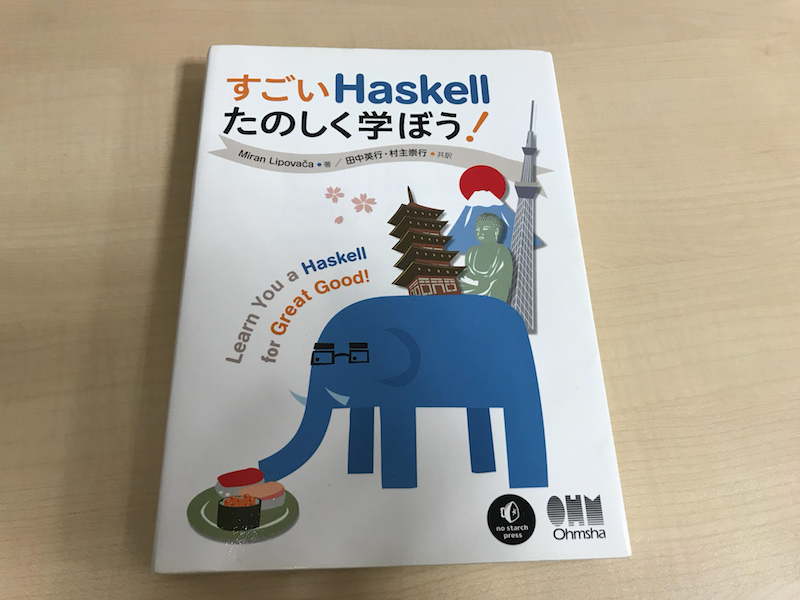 すごいHaskell
たのしく学ぼう!
Miran Lipovača・著/田中英行・村主崇行・共訳
Learn You a Haskell
for Great Good!
no starch
press
OHM
Ohmsha